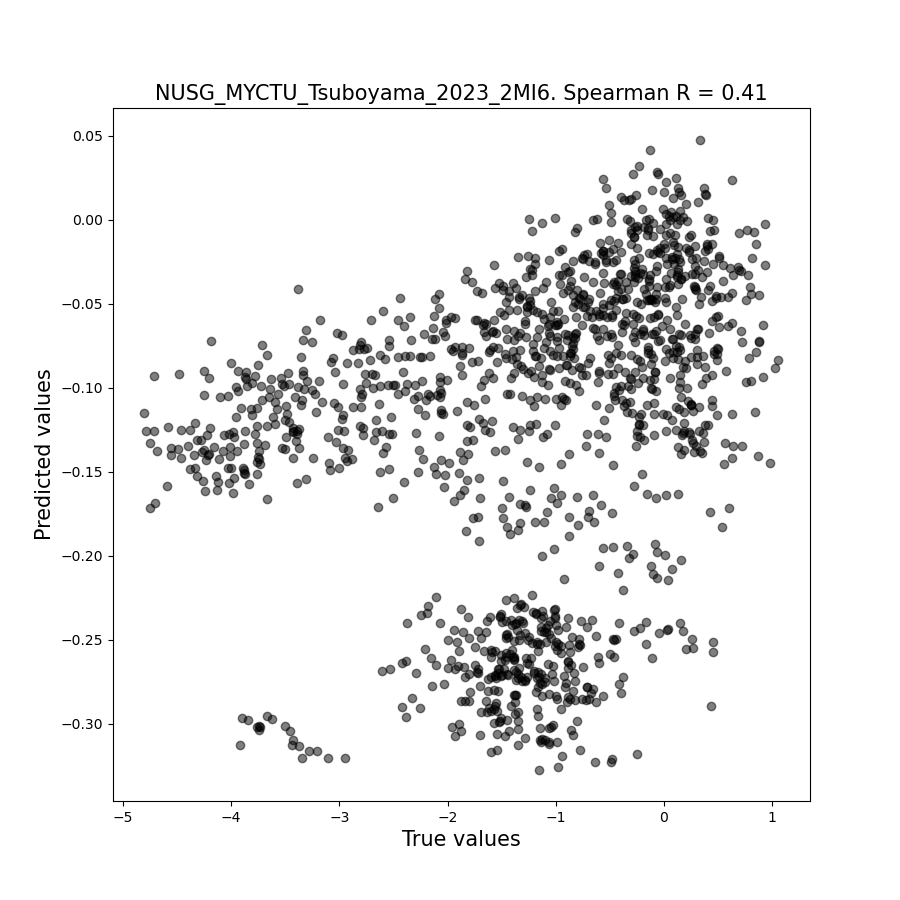 NUSG_MYCTU_Tsuboyama_2023_2MI6. Spearman R = 0.41
0.05
0.00
−0.05
−0.10
−0.15
−0.20
−0.25
−0.30
Predicted values
−5 −4 −3 −2 −1 0 1
True values